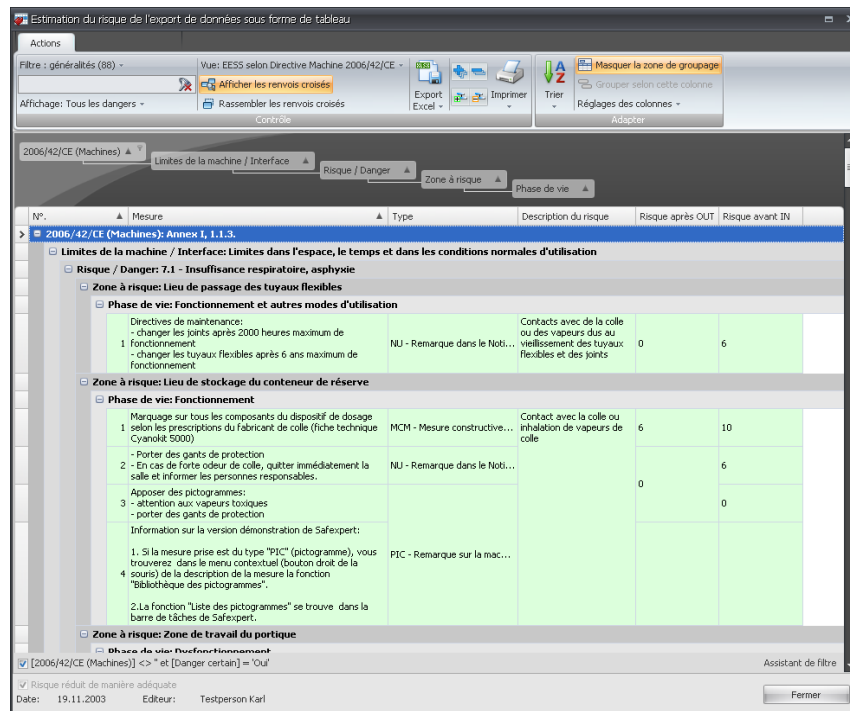 Estimation du risque de l'export de données sous forme de tableau
Actions
Filtre : généralités (88)
Vue: EESS selon Directive Machine 2006/42/CE
Afficher les renvois croisés
Affichage: Tous les dangers
Rassembler les renvois croisés
Export Excel
Imprimer
Contrôle
Trier
Masquer la zone de groupage
Grouper selon cette colonne
Réglages des colonnes
Adapter
2006/42/CE (Machines)
Limites de la machine / Interface
Risque / Danger
Zone à risque
Phase de vie
N°. Mesure Type Description du risque Risque après OUT Risque avant IN
2006/42/CE (Machines): Annex I, 1.1.3.
Limites de la machine / Interface: Limites dans l'espace, le temps et dans les conditions normales d'utilisation
Risque / Danger: 7.1 - Insuffisance respiratoire, asphyxie
Zone à risque: Lieu de passage des tuyaux flexibles
Phase de vie: Fonctionnement et autres modes d'utilisation
1
Directives de maintenance:
- changer les joints après 2000 heures maximum de
fonctionnement
- changer les tuyaux flexibles après 6 ans maximum de
fonctionnement
NU - Remarque dans le Noti...
Contacts avec de la colle
ou des vapeurs dus au
vieillissement des tuyaux
flexibles et des joints
0
6
Zone à risque: Lieu de stockage du conteneur de réserve
Phase de vie: Fonctionnement
1
Marquage sur tous les composants du dispositif de dosage
selon les prescriptions du fabricant de colle (fiche technique
Cyanokit 5000)
MCM - Mesure constructive...
Contact avec la colle ou
inhalation de vapeurs de
colle
6
10
2
- Porter des gants de protection
- En cas de forte odeur de colle, quitter immédiatement la
salle et informer les personnes responsables.
NU - Remarque dans le Noti...
0
6
3
Apposer des pictogrammes:
- attention aux vapeurs toxiques
- porter des gants de protection
0
4
Information sur la version démonstration de Safexpert:
1. Si la mesure prise est du type "PIC" (pictogramme), vous
trouverez dans le menu contextuel (bouton droit de la
souris) de la description de la mesure la fonction
"Bibliothèque des pictogrammes".
2.La fonction "Liste des pictogrammes" se trouve dans la
barre de tâches de Safexpert.
PIC - Remarque sur la mac...
Zone à risque: Zone de travail du portique
Phase de vie: Dysfonctionnement
[2006/42/CE (Machines)] <> '' et [Danger certain] = 'Oui'
Assistant de filtre
Risque réduit de manière adéquate
Date: 19.11.2003 Editeur: Testperson Karl
Fermer